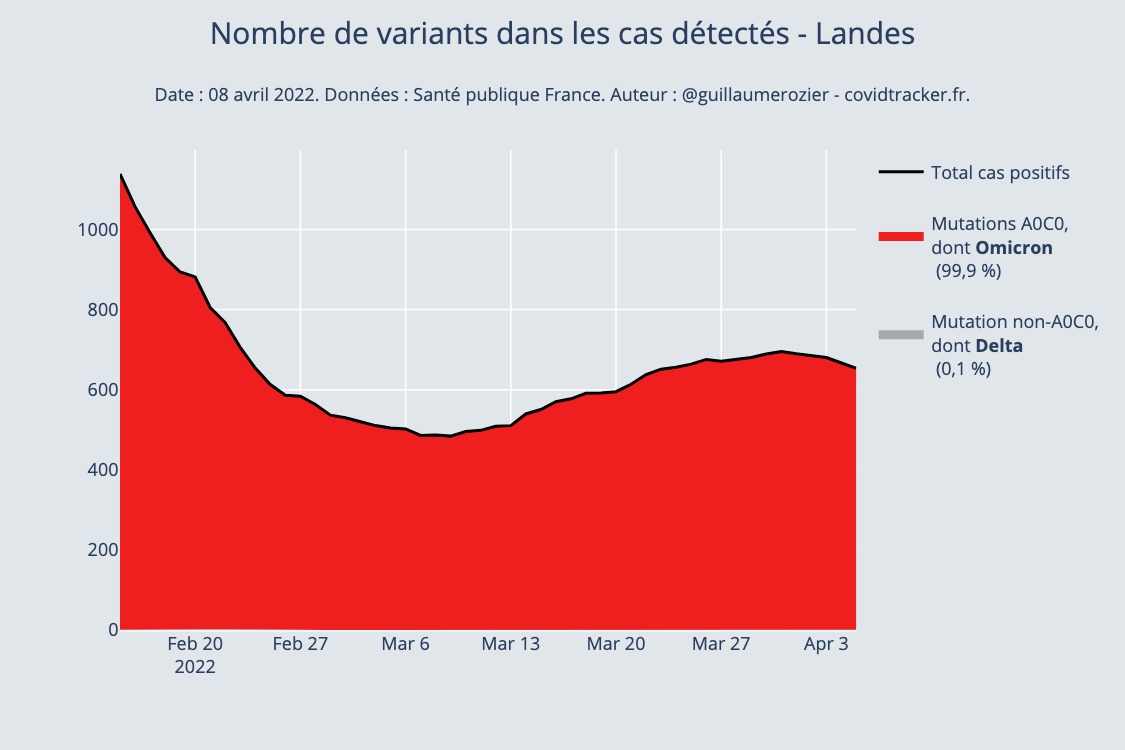 Nombre de variants dans les cas détectés - Landes
Date : 08 avril 2022. Données : Santé publique France. Auteur : @guillaumerozier - covidtracker.fr.
Total cas positifs
Mutations A0C0,
dont Omicron
(99,9 %)
Mutation non-A0C0,
dont Delta
(0,1 %)
1000
800
600
400
200
0
Feb 20
2022
Feb 27
Mar 6
Mar 13
Mar 20
Mar 27
Apr 3